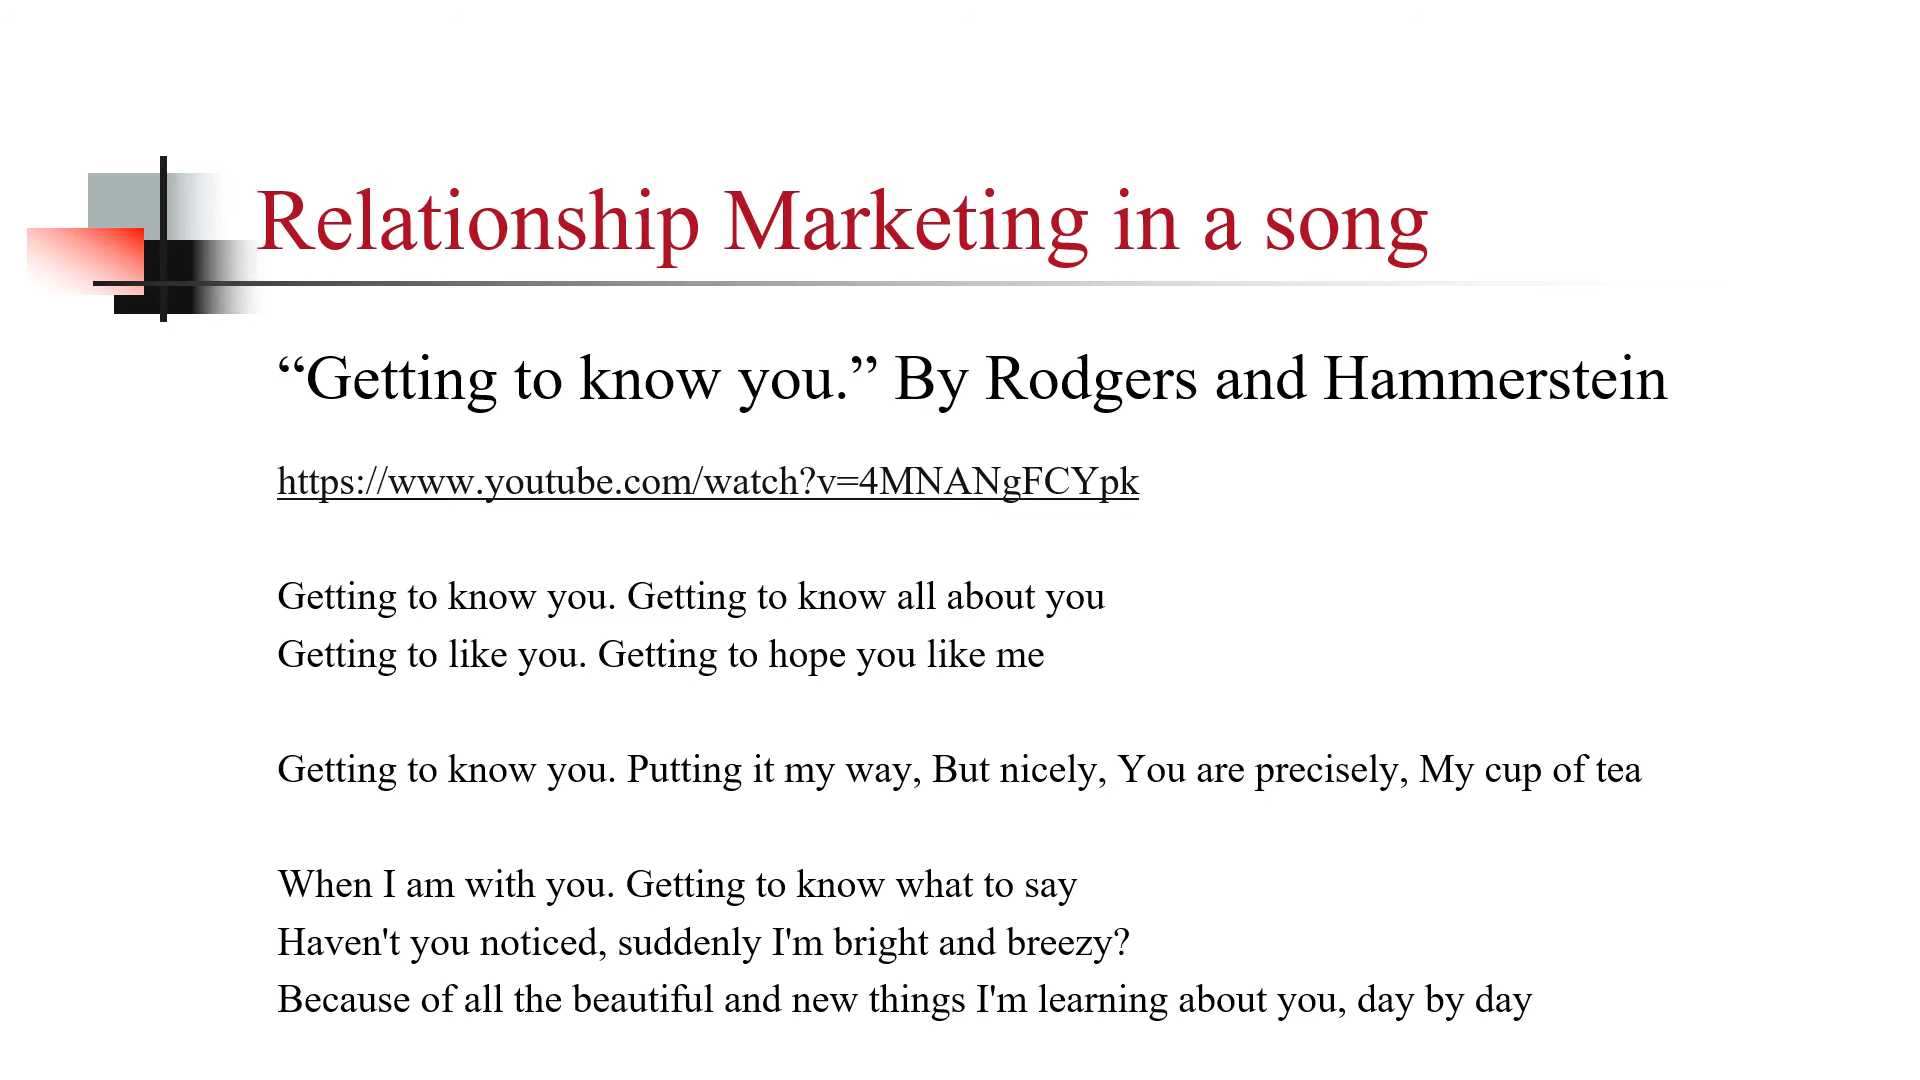 Relationship Marketing in a song
“Getting to know you.” By Rodgers and Hammerstein
https://www.youtube.com/watch?v=4MNANgFCYpk
Getting to know you. Getting to know all about you
Getting to like you. Getting to hope you like me
Getting to know you. Putting it my way, But nicely, You are precisely, My cup of tea
When I am with you. Getting to know what to say
Haven't you noticed, suddenly I'm bright and breezy?
Because of all the beautiful and new things I'm learning about you, day by day